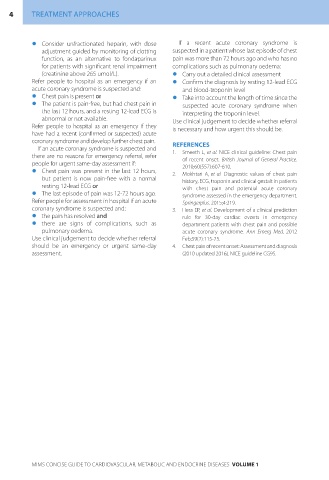 4 TREATMENT APPROACHES
• Consider unfractionated heparin, with dose
adjustment guided by monitoring of clotting
function, as an alternative to fondaparinux
for patients with significant renal impairment
(creatinine above 265 umol/L).
Refer people to hospital as an emergency if an
acute coronary syndrome is suspected and:
• Chest pain is present or
• The patient is pain-free, but had chest pain in
the last 12 hours, and a resting 12-lead ECG is
abnormal or not available.
Refer people to hospital as an emergency if they
have had a recent (confirmed or suspected) acute
coronary syndrome and develop further chest pain.
If an acute coronary syndrome is suspected and
there are no reasons for emergency referral, refer
people for urgent same-day assessment if:
• Chest pain was present in the last 12 hours,
but patient is now pain-free with a normal
resting 12-lead ECG or
• The last episode of pain was 12-72 hours ago.
Refer people for assessment in hospital if an acute
coronary syndrome is suspected and:
• the pain has resolved and
• there are signs of complications, such as
pulmonary oedema.
Use clinical judgement to decide whether referral
should be an emergency or urgent same-day
assessment.
If a recent acute coronary syndrome is
suspected in a patient whose last episode of chest
pain was more than 72 hours ago and who has no
complications such as pulmonary oedema:
• Carry out a detailed clinical assessment
• Confirm the diagnosis by resting 12-lead ECG
and blood-troponin level
• Take into account the length of time since the
suspected acute coronary syndrome when
interpreting the troponin level.
Use clinical judgement to decide whether referral
is necessary and how urgent this should be.
REFERENCES
1. Smeeth L, et al. NICE clinical guideline: Chest pain
of recent onset. British Journal of General Practice.
2010:60(577):607-610.
2. Mokhtari A, et al. Diagnostic values of chest pain
history, ECG, troponin and clinical gestalt in patients
with chest pain and potential acute coronary
syndrome assessed in the emergency department.
Springerplus. 2015;4:219.
3. Hess EP, et al. Development of a clinical prediction
rule for 30-day cardiac events in emergency
department patients with chest pain and possible
acute coronary syndrome. Ann Emerg Med. 2012
4. Chest pain of recent onset: Assessment and diagnosis
(2010 updated 2016). NICE guideline CG95.
MIMS CONCISE GUIDE TO CARDIOVASCULAR, METABOLIC AND ENDOCRINE DISEASES VOLUME 1